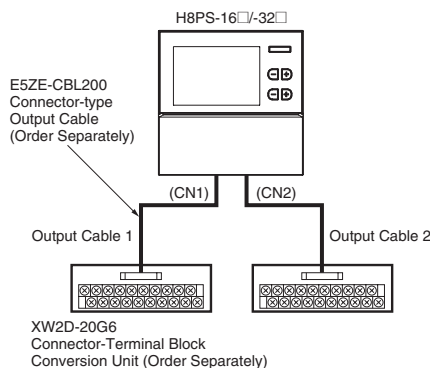 H8PS-16□/-32□
E5ZE-CBL200
Connector-type
Output Cable
(Order Separately)
(CN1)
(CN2)
Output Cable 1
Output Cable 2
XW2D-20G6
Connector-Terminal Block
Conversion Unit (Order Separately)